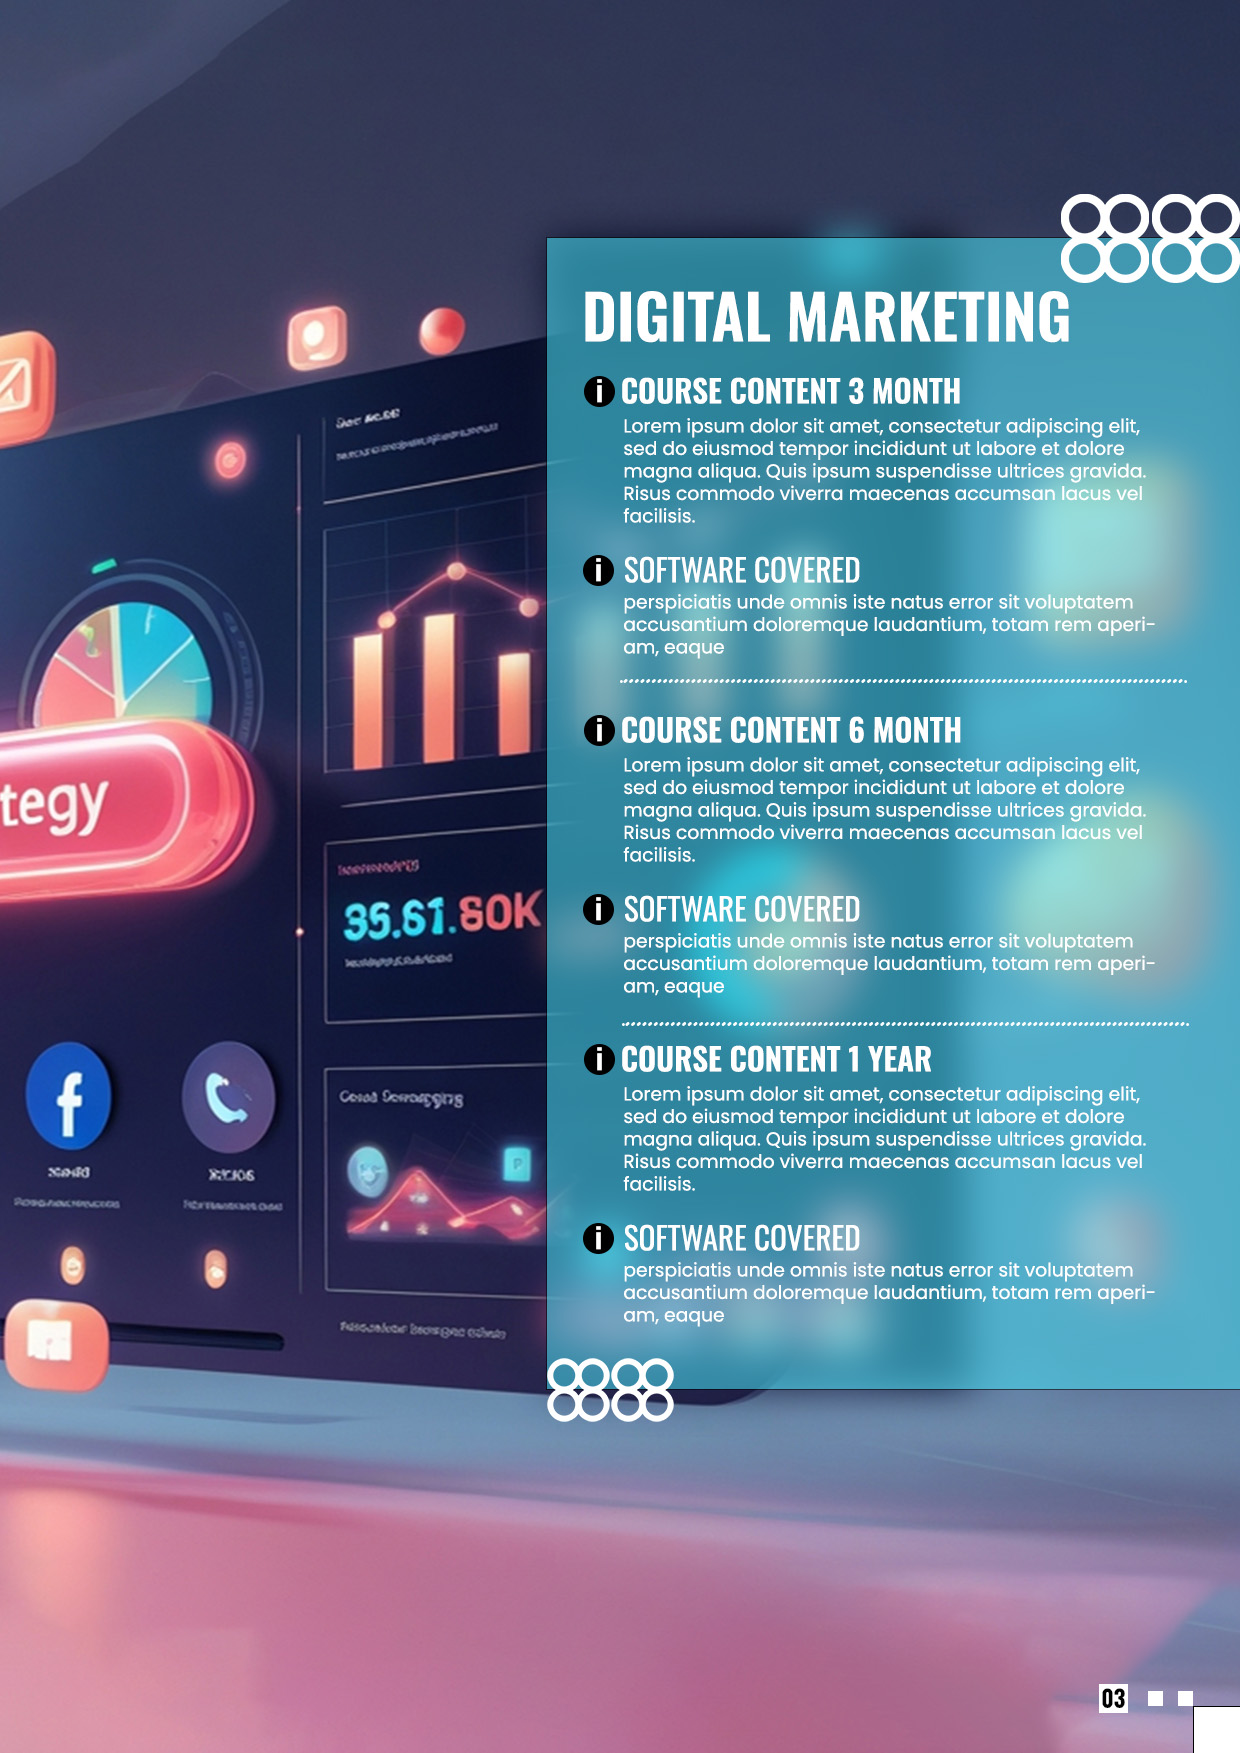 DIGITAL MARKETING
COURSE CONTENT 3 MONTH
Lorem ipsum dolor sit amet, consectetur adipiscing elit,
sed do eiusmod tempor incididunt ut labore et dolore
magna aliqua. Quis ipsum suspendisse ultrices gravida.
Risus commodo viverra maecenas accumsan lacus vel
facilisis.
SOFTWARE COVERED
perspiciatis unde omnis iste natus error sit voluptatem
accusantium doloremque laudantium, totam rem aperi-
am, eaque
COURSE CONTENT 6 MONTH
Lorem ipsum dolor sit amet, consectetur adipiscing elit,
sed do eiusmod tempor incididunt ut labore et dolore
magna aliqua. Quis ipsum suspendisse ultrices gravida.
Risus commodo viverra maecenas accumsan lacus vel
facilisis.
SOFTWARE COVERED
perspiciatis unde omnis iste natus error sit voluptatem
accusantium doloremque laudantium, totam rem aperi-
am, eaque
COURSE CONTENT 1 YEAR
Lorem ipsum dolor sit amet, consectetur adipiscing elit,
sed do eiusmod tempor incididunt ut labore et dolore
magna aliqua. Quis ipsum suspendisse ultrices gravida.
Risus commodo viverra maecenas accumsan lacus vel
facilisis.
SOFTWARE COVERED
perspiciatis unde omnis iste natus error sit voluptatem
accusantium doloremque laudantium, totam rem aperi-
am, eaque
tegy
35.61.80K
03